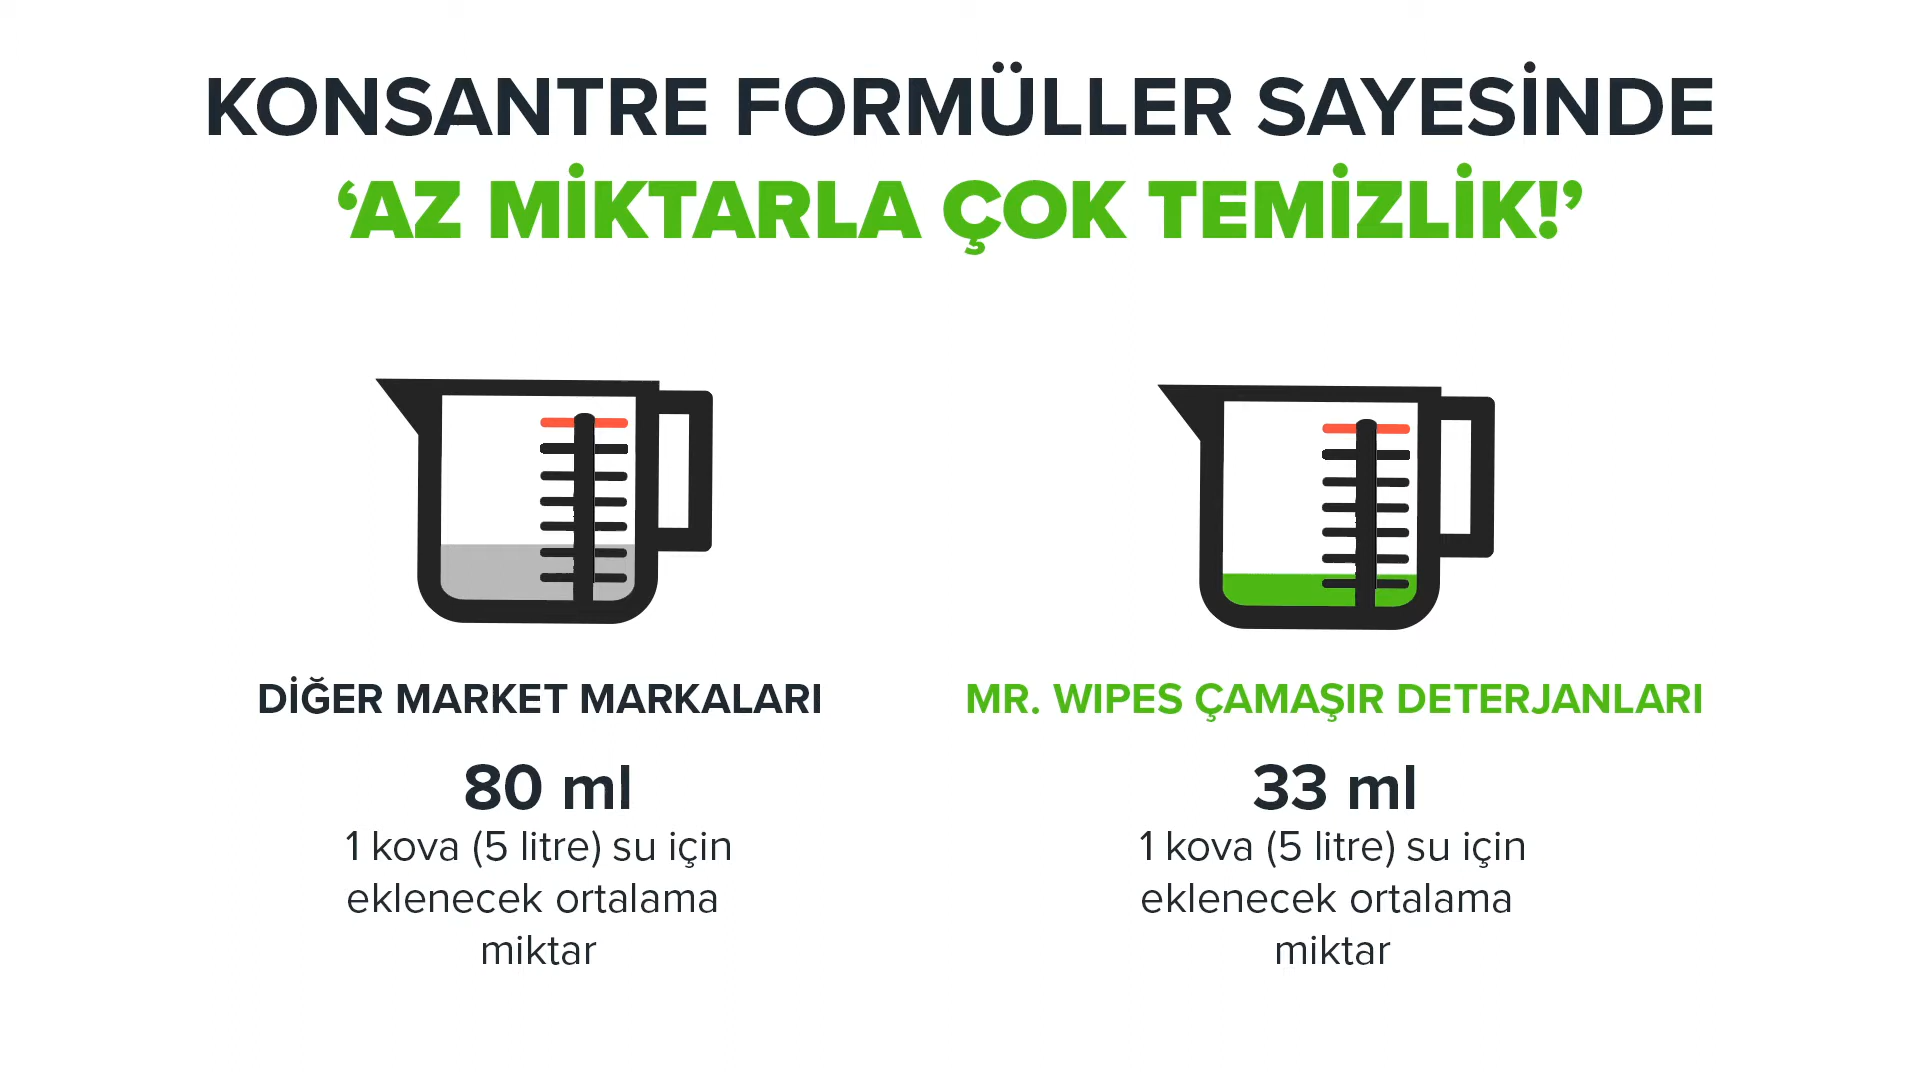 KONSANTRE FORMÜLLER SAYESİNDE
‘AZ MİKTARLA ÇOK TEMİZLİK!’
DİĞER MARKET MARKALARI
80 ml
1 kova (5 litre) su için
eklenecek ortalama
miktar
MR. WIPES ÇAMAŞIR DETERJANLARI
33 ml
1 kova (5 litre) su için
eklenecek ortalama
miktar